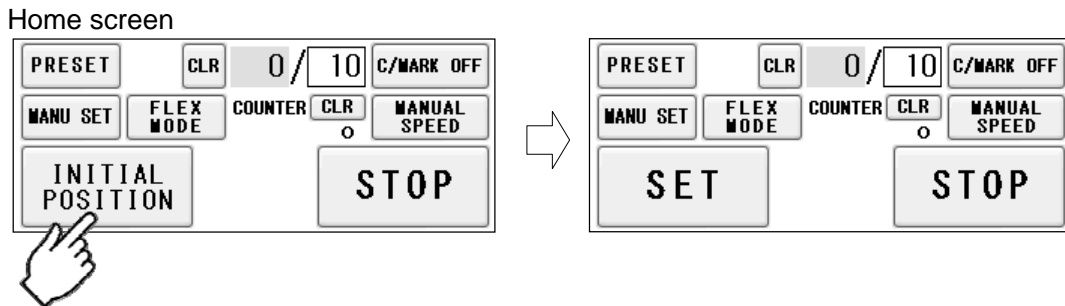 Home screen
PRESET CLR 0 / 10 C/MARK OFF
MANU SET FLEX MODE COUNTER CLR MANUAL SPEED
0
INITIAL
POSITION
STOP
PRESET CLR 0 / 10 C/MARK OFF
MANU SET FLEX MODE COUNTER CLR MANUAL SPEED
0
SET
STOP